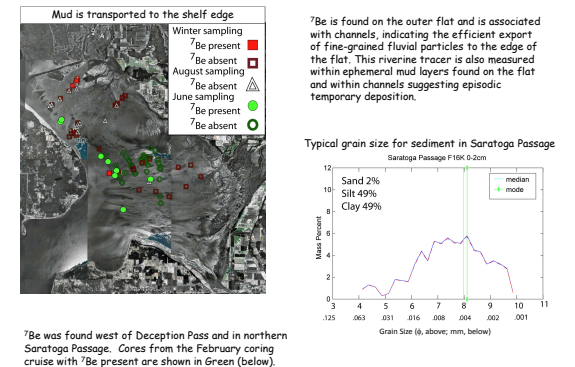 Mud is transported to the shelf edge
Winter sampling
⁷Be present
⁷Be absent
August sampling
⁷Be absent
June sampling
⁷Be present
⁷Be absent
⁷Be is found on the outer flat and is associated
with channels, indicating the efficient export
of fine-grained fluvial particles to the edge of
the flat. This riverine tracer is also measured
within ephemeral mud layers found on the flat
and within channels suggesting episodic
temporary deposition.
Typical grain size for sediment in Saratoga Passage
Saratoga Passage F16K 0-2cm
12
10
8
6
4
2
0
Mass Percent
Sand 2%
Silt 49%
Clay 49%
median
mode
3 4 5 6 7 8 9 10 11
.125 .063 .031 .016 .008 .004 .002 .001
Grain Size (ϕ, above; mm, below)
⁷Be was found west of Deception Pass and in northern
Saratoga Passage. Cores from the February coring
cruise with ⁷Be present are shown in Green (below).